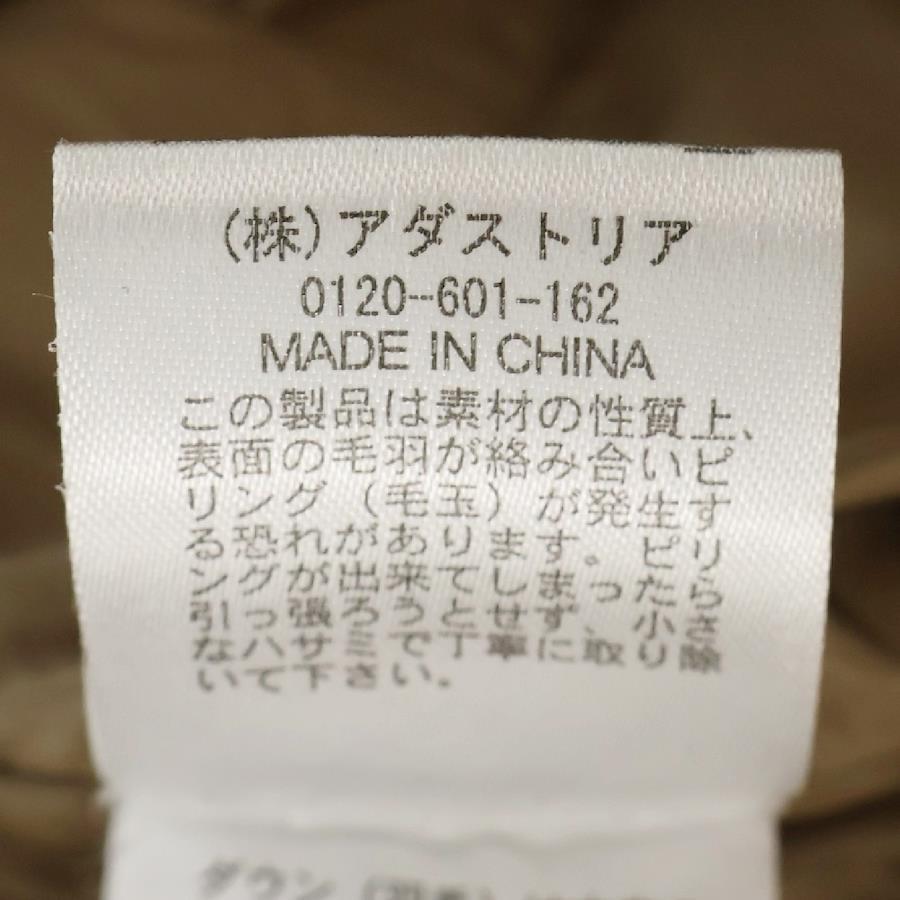 (株)アダストリア
0120-601-162
MADE IN CHINA
この製品は素材の性質上、
表面の毛羽が絡み合いピ
リング(毛玉)が発生す
る恐れがあります。ピリ
ングが出来てしまったら
引っ張ろうとせず、小さ
なハサミで丁寧に取り除
いて下さい。
ダウン